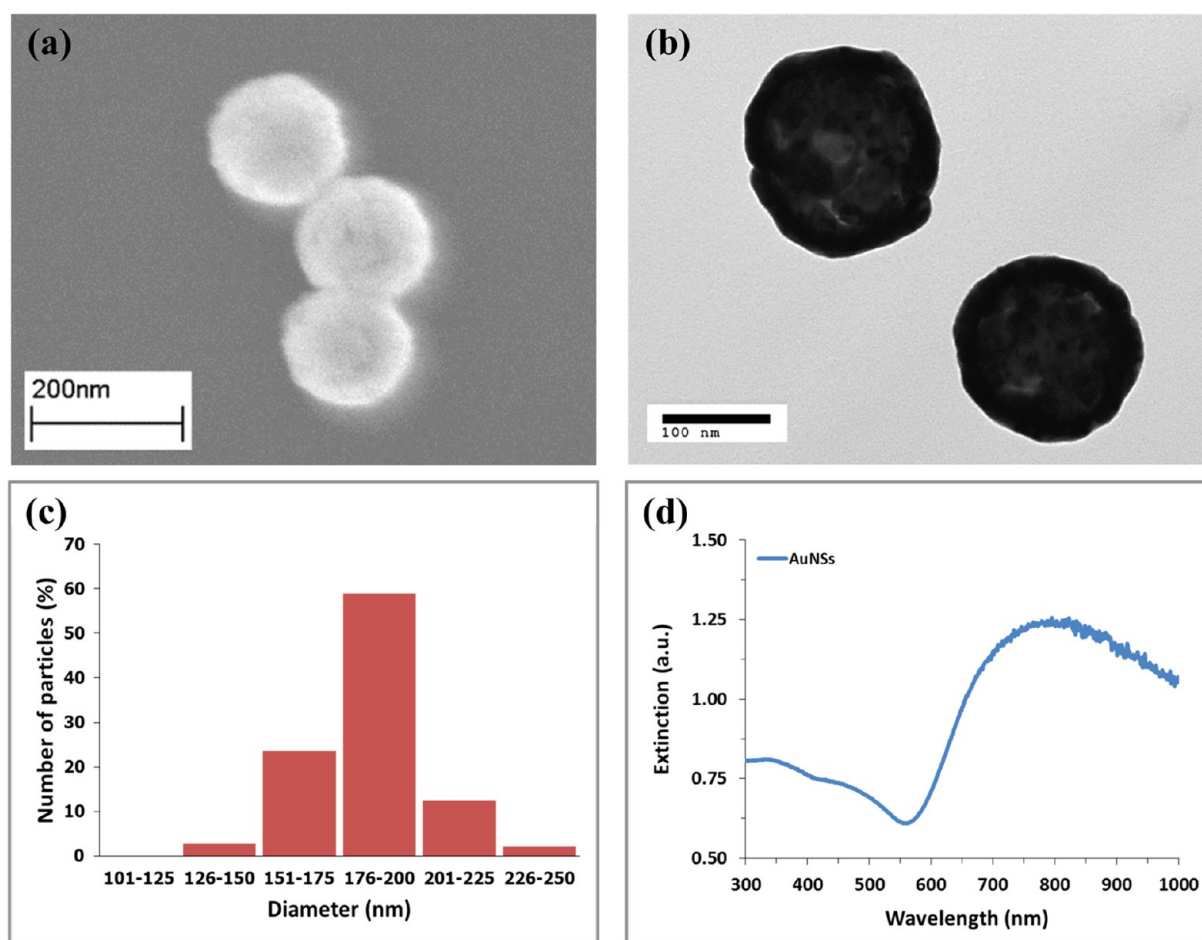 (a)
200nm
(b)
100 nm
(c)
Number of particles (%)
70
60
50
40
30
20
10
0
101-125 126-150 151-175 176-200 201-225 226-250
Diameter (nm)
(d)
Extinction (a.u.)
1.50
1.25
1.00
0.75
0.50
AuNSs
300 400 500 600 700 800 900 1000
Wavelength (nm)